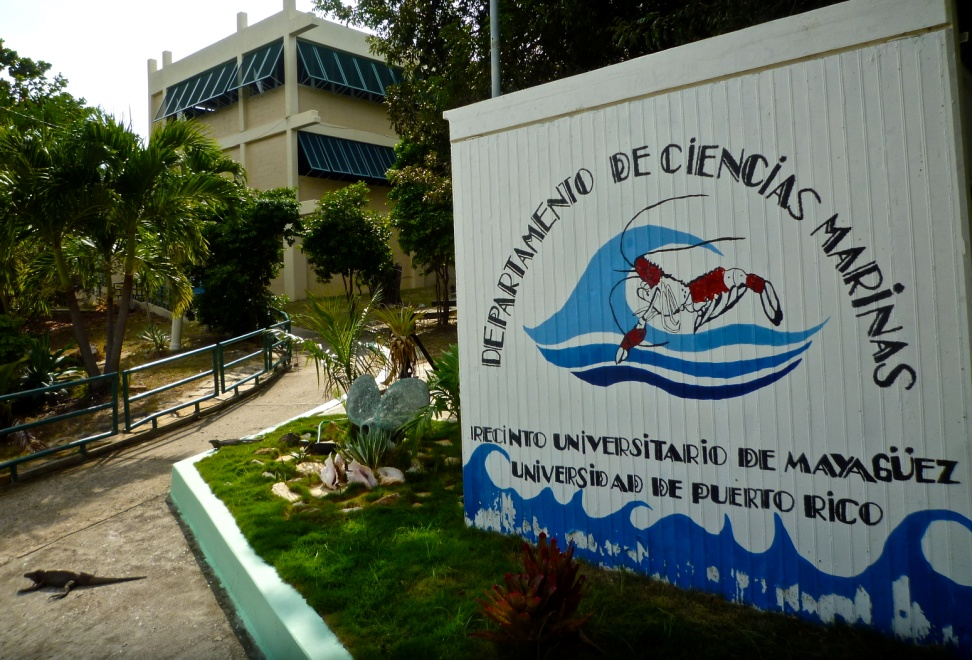 DEPARTAMENTO DE CIENCIAS MARINAS
RECINTO UNIVERSITARIO DE MAYAGÜEZ
UNIVERSIDAD DE PUERTO RICO